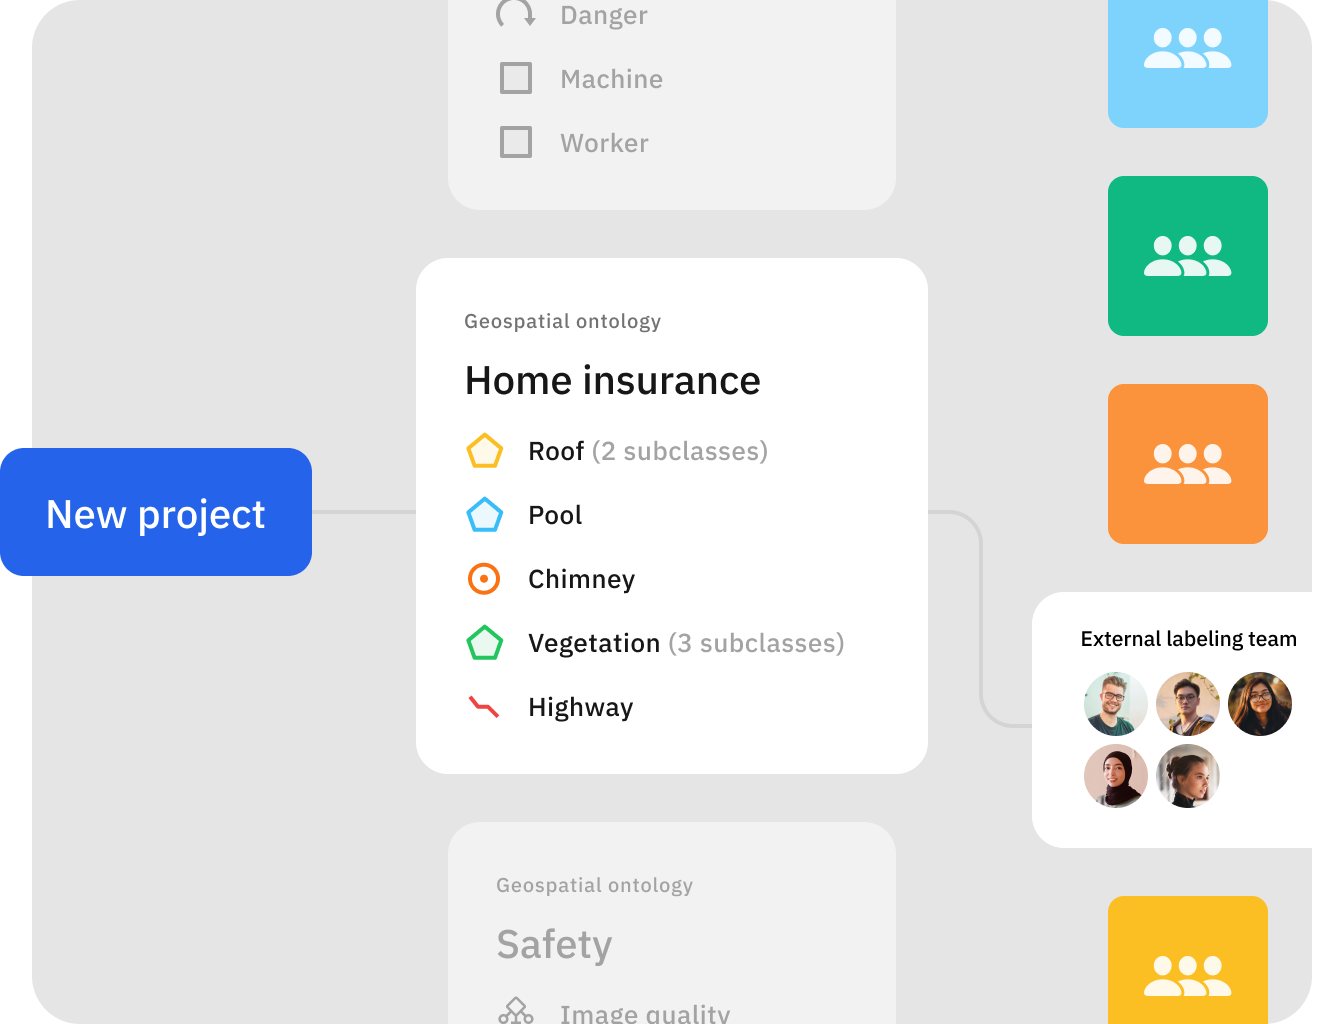 Danger
Machine
Worker
Geospatial ontology
Home insurance
Roof (2 subclasses)
Pool
Chimney
Vegetation (3 subclasses)
Highway
New project
External labeling team
Geospatial ontology
Safety
Image quality